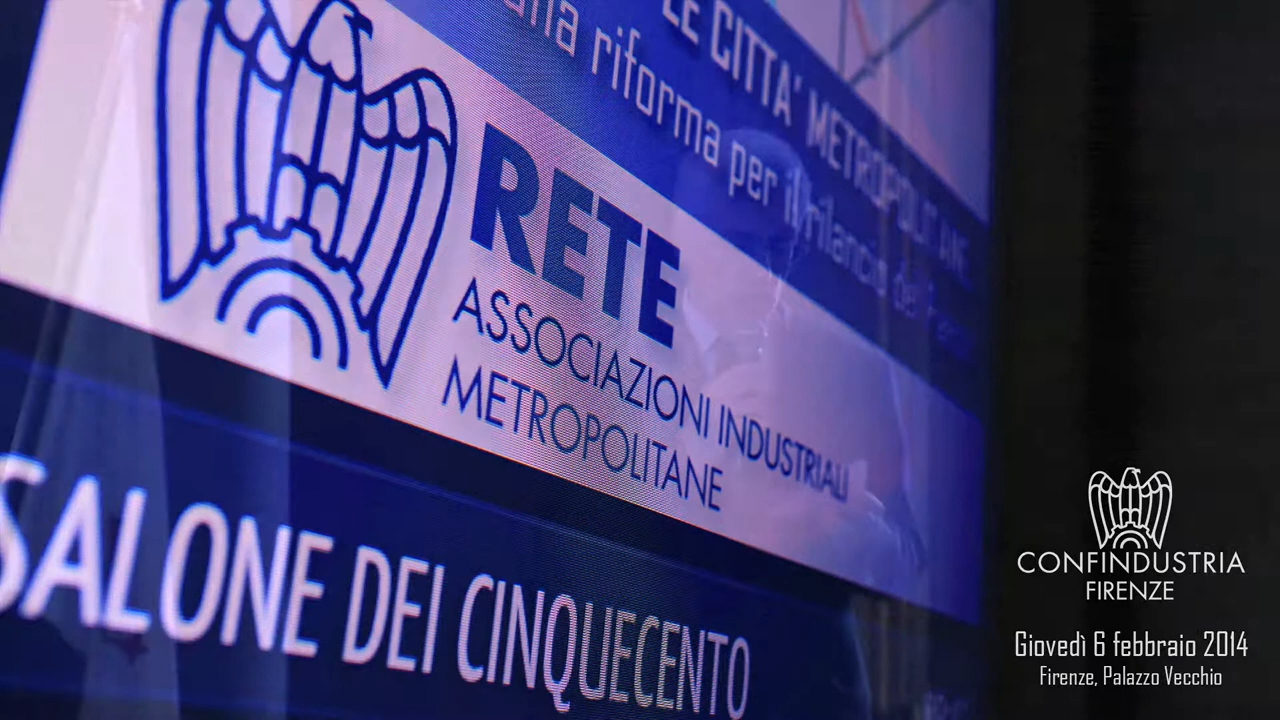 LE CITTA' METROPOLITANE
riforma per il rilancio del
RETE
ASSOCIAZIONI INDUSTRIALI
METROPOLITANE
SALONE DEI CINQUECENTO
CONFINDUSTRIA
FIRENZE
Giovedì 6 febbraio 2014
Firenze, Palazzo Vecchio